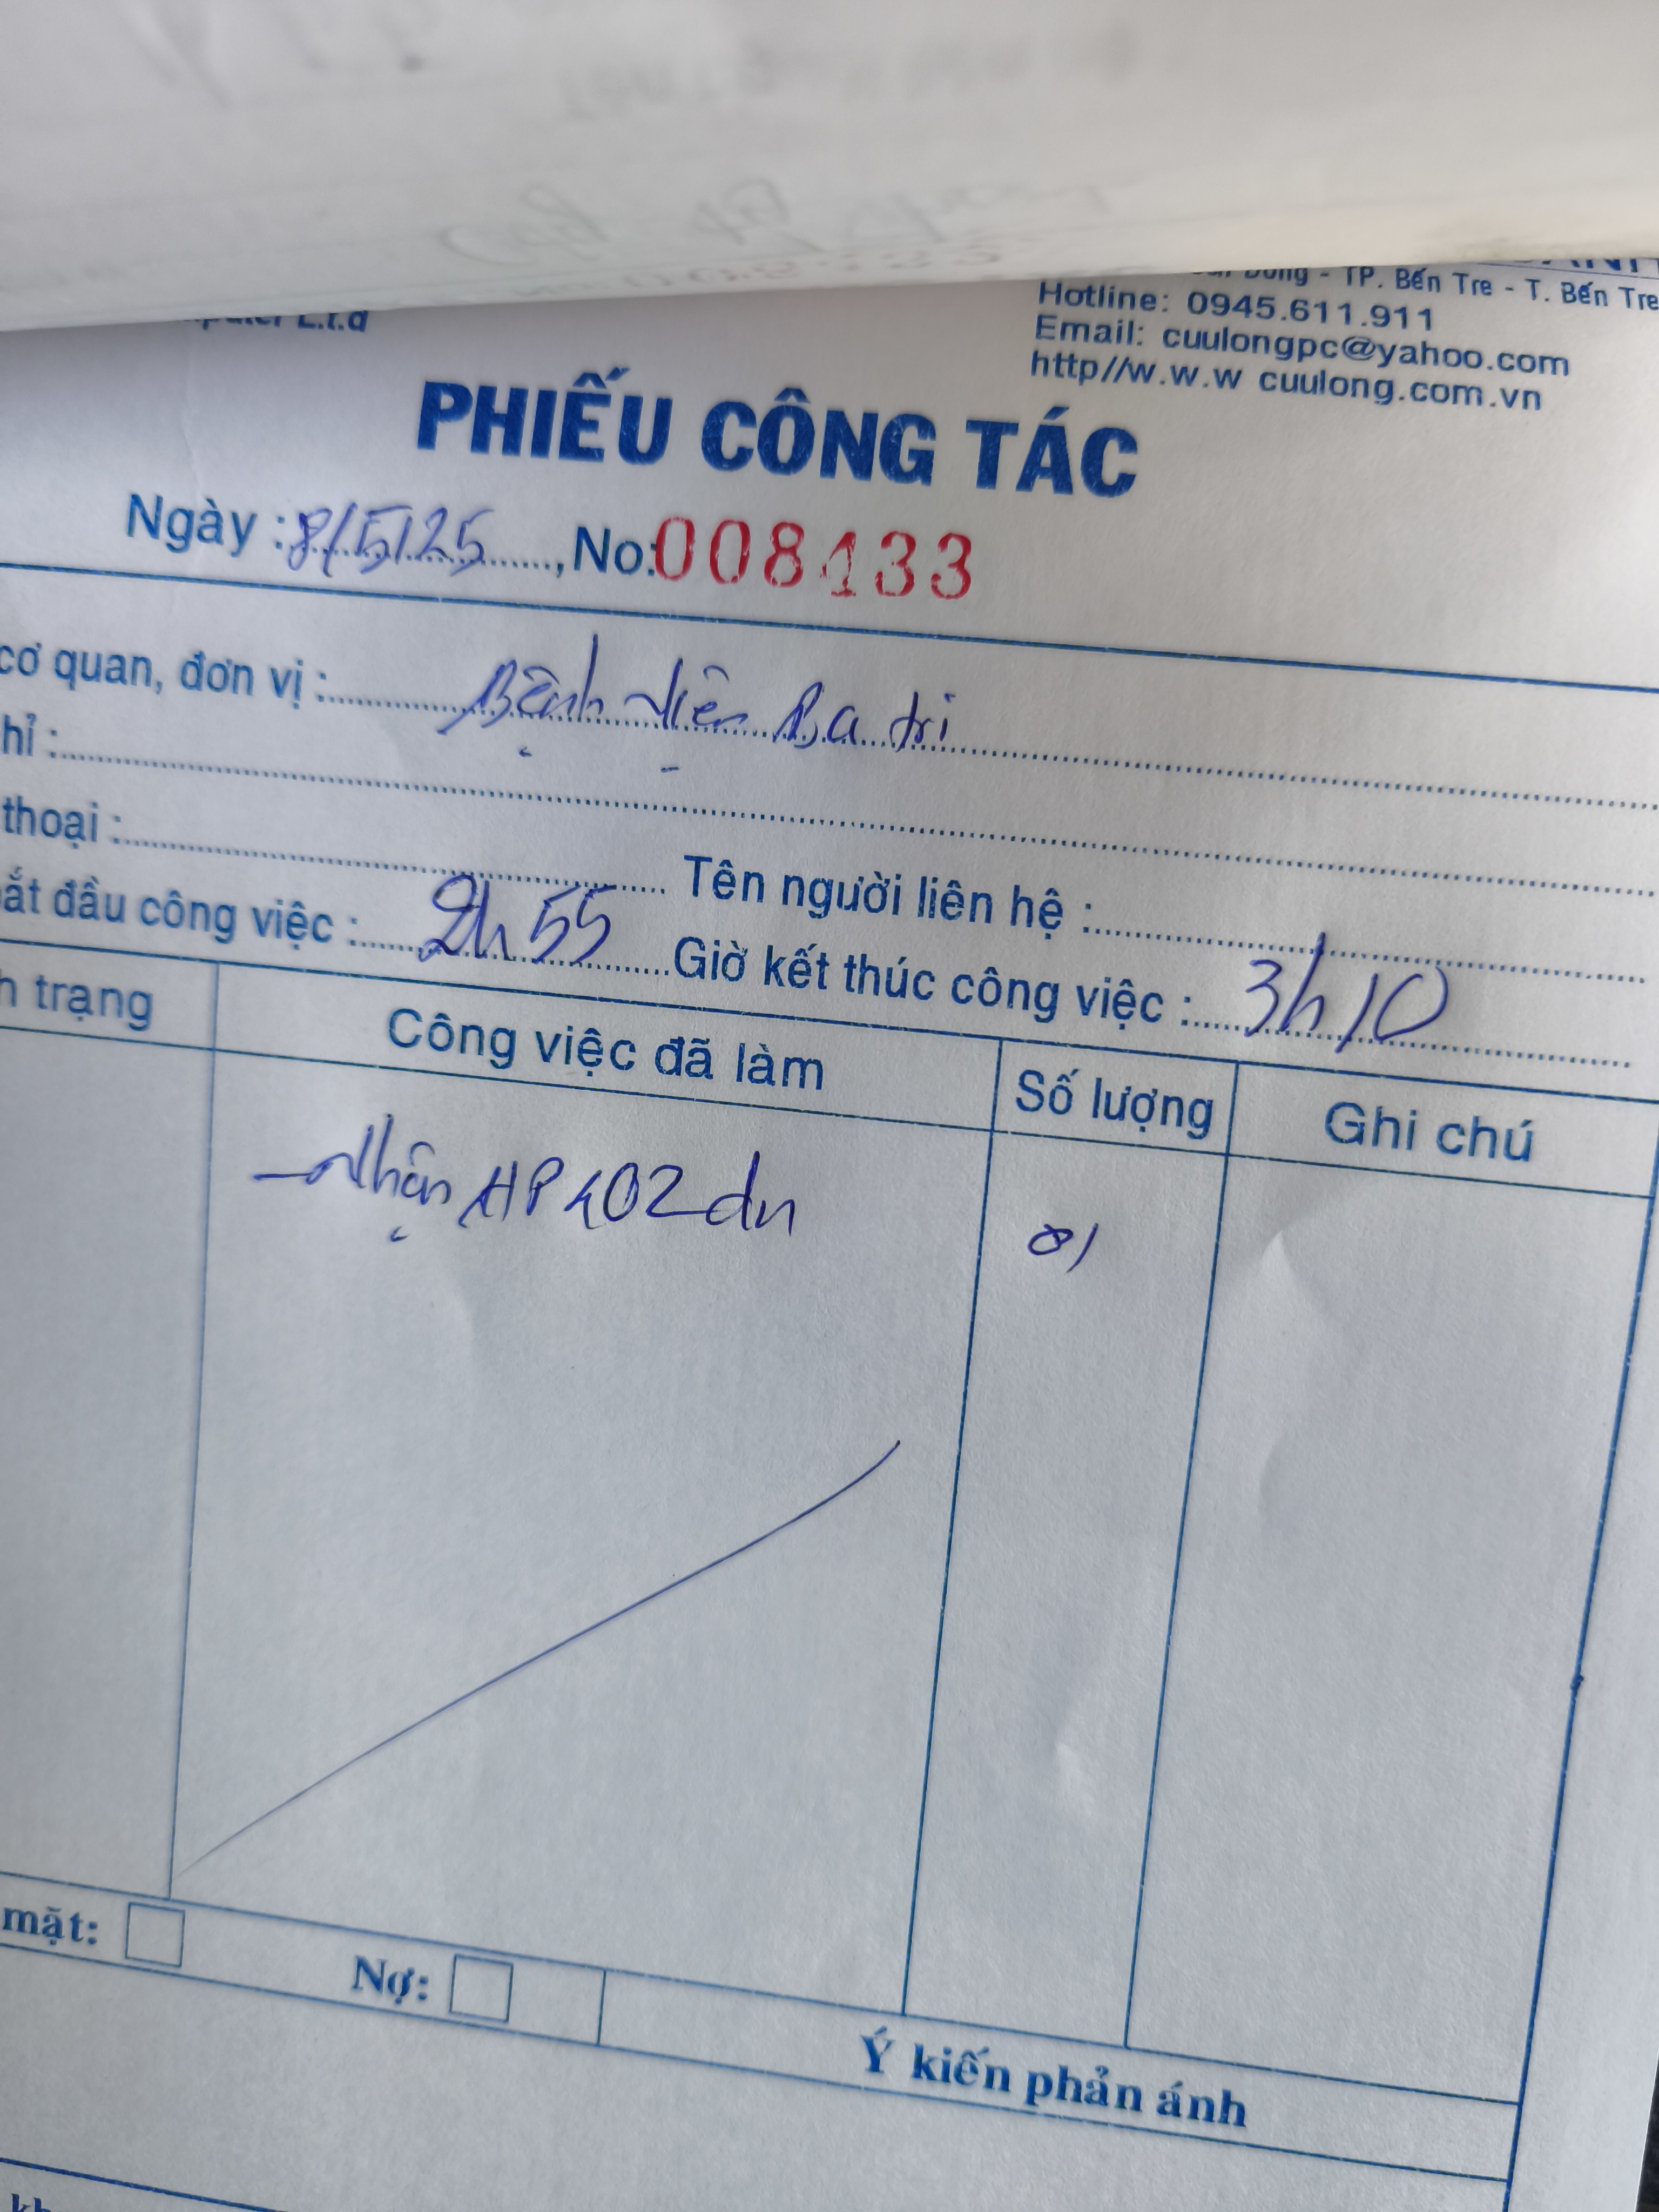 Dông - TP. Bến Tre - T. Bến Tre
L.t.d
Hotline: 0945.611.911
Email: cuulongpc@yahoo.com
http//w.w.w cuulong.com.vn
PHIẾU CÔNG TÁC
Ngày : 8/5/25, No: 008433
cơ quan, đơn vị : Bệnh viện Ba tri
hỉ :
thoại : Tên người liên hệ :
ắt đầu công việc : 2h55 Giờ kết thúc công việc : 3h10
h trạng Công việc đã làm Số lượng Ghi chú
- Nhận HP 402 dn 01
mặt: Nợ:
Ý kiến phản ánh